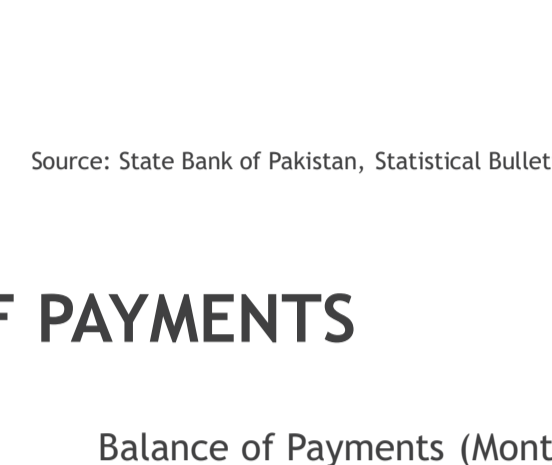 Source: State Bank of Pakistan, Statistical Bullet
F PAYMENTS
Balance of Payments (Mont